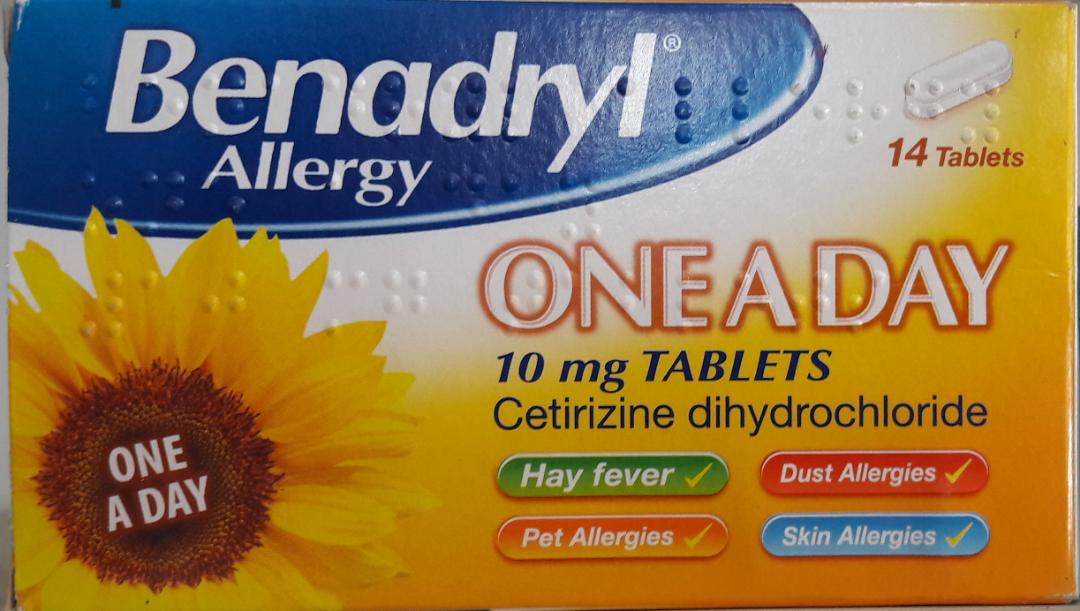 Benadryl®
Allergy
14 Tablets
ONE A DAY
10 mg TABLETS
Cetirizine dihydrochloride
Hay fever ✓
Dust Allergies ✓
Pet Allergies ✓
Skin Allergies ✓
ONE
A DAY